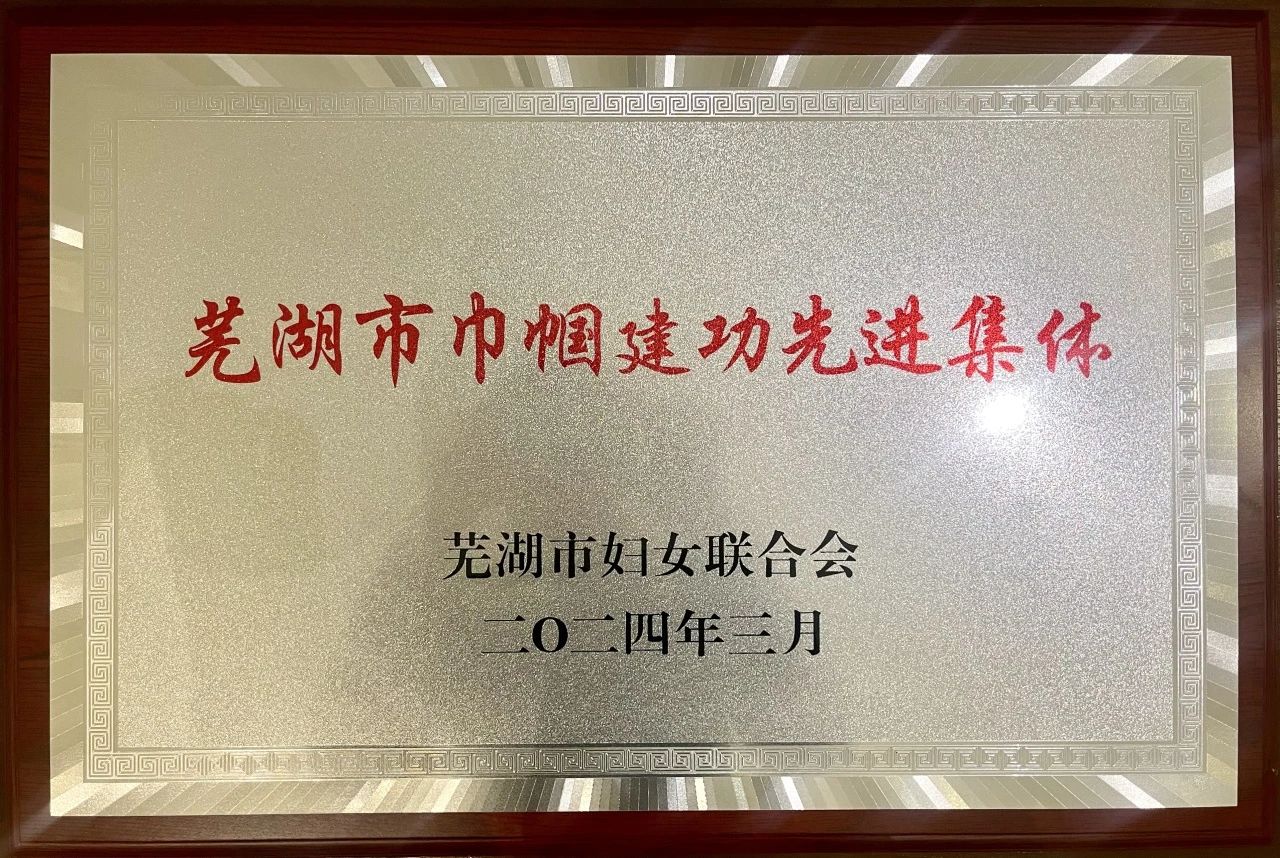 芜湖市巾帼建功先进集体
芜湖市妇女联合会
二O二四年三月